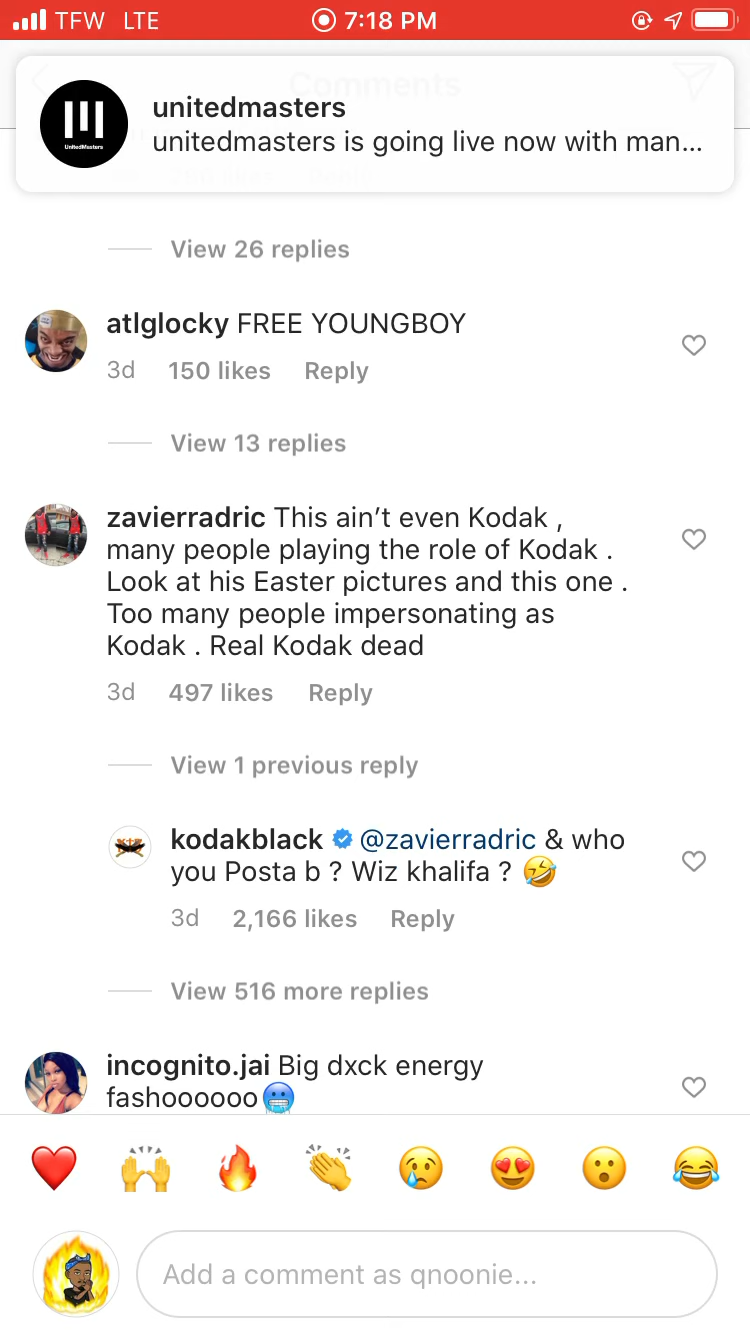 TFW LTE 7:18 PM
Comments
unitedmasters
unitedmasters is going live now with man...
UnitedMasters
View 26 replies
atlglocky FREE YOUNGBOY
3d 150 likes Reply
View 13 replies
zavierradric This ain’t even Kodak ,
many people playing the role of Kodak .
Look at his Easter pictures and this one .
Too many people impersonating as
Kodak . Real Kodak dead
3d 497 likes Reply
View 1 previous reply
kodakblack @zavierradric & who
you Posta b ? Wiz khalifa ? 🤣
3d 2,166 likes Reply
View 516 more replies
incognito.jai Big dxck energy
fashoooooo🥶
❤️ 🙌 🔥 👏 😢 😍 😮 😂
Add a comment as qnoonie...